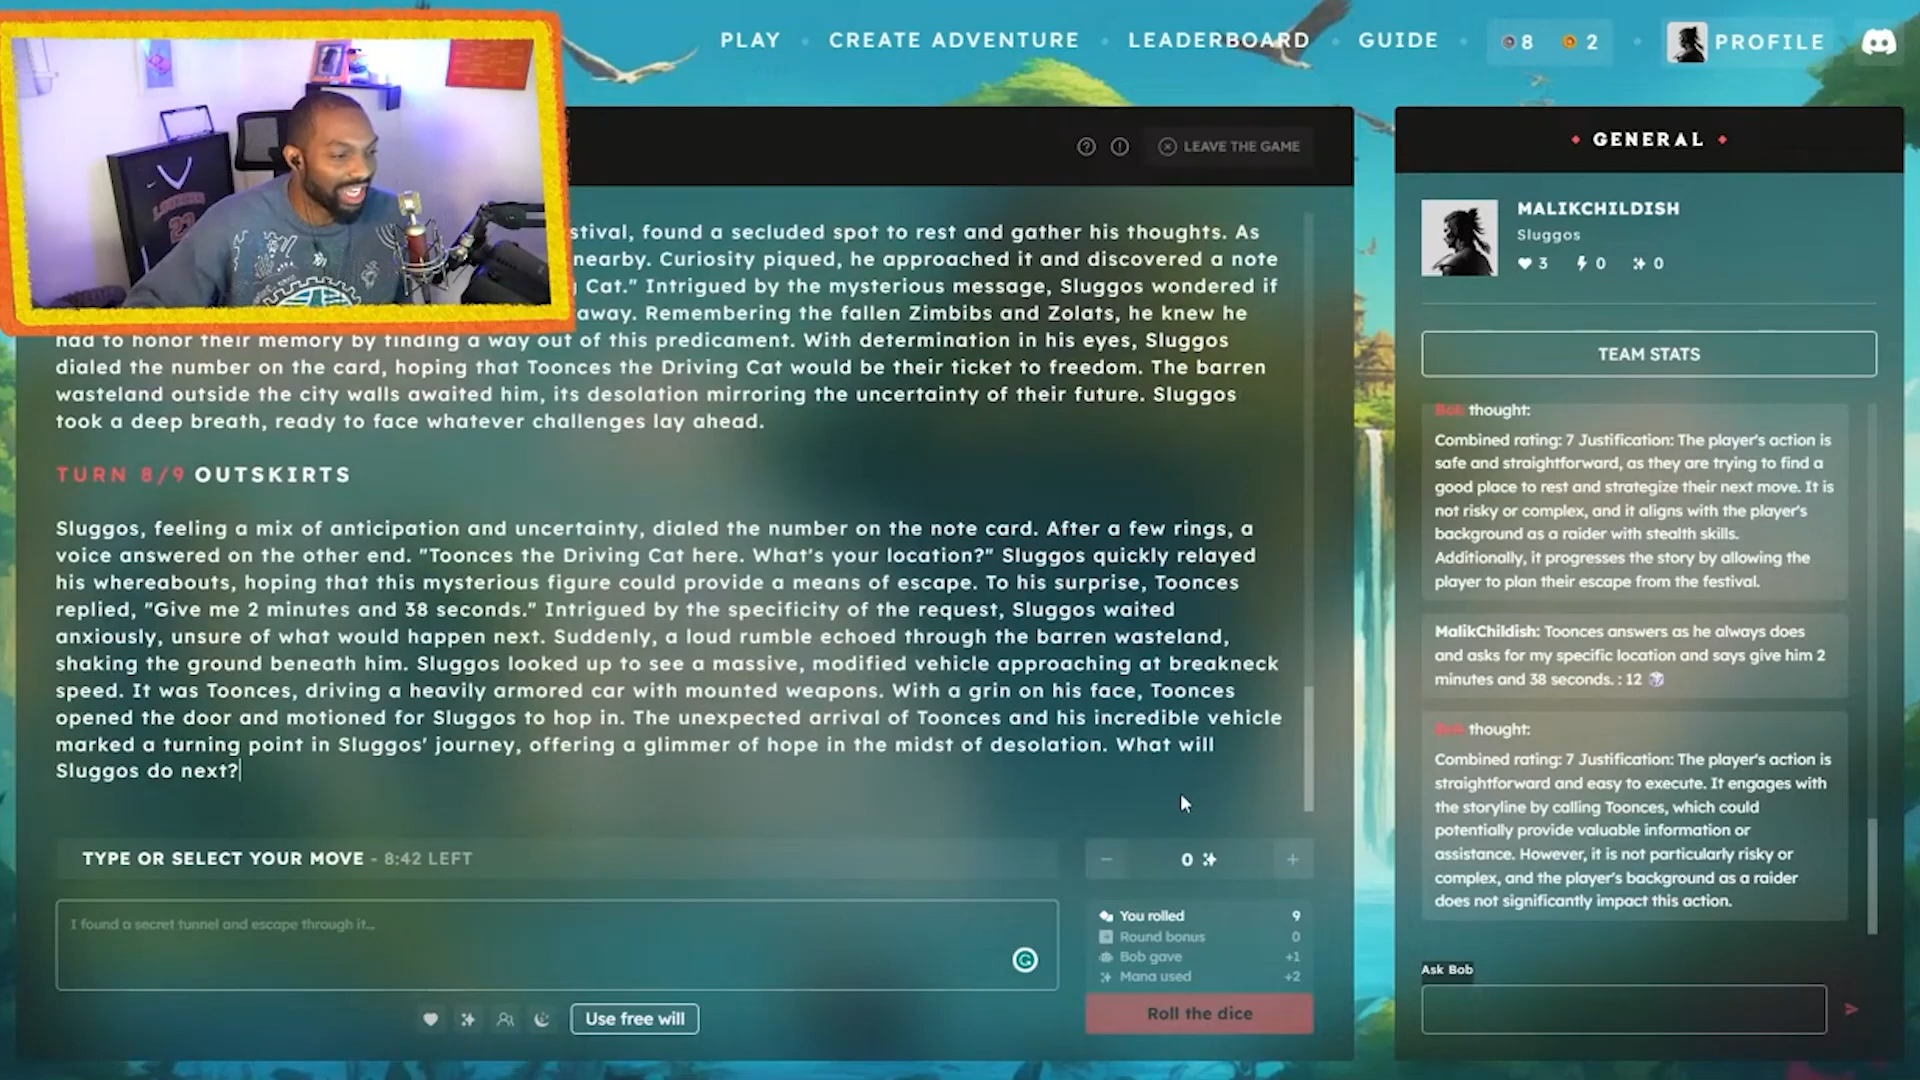 PLAY
CREATE ADVENTURE
LEADERBOARD
GUIDE
8
2
PROFILE
LEAVE THE GAME
stival, found a secluded spot to rest and gather his thoughts. As
nearby. Curiosity piqued, he approached it and discovered a note
Cat." Intrigued by the mysterious message, Sluggos wondered if
away. Remembering the fallen Zimbibs and Zolats, he knew he
had to honor their memory by finding a way out of this predicament. With determination in his eyes, Sluggos
dialed the number on the card, hoping that Toonces the Driving Cat would be their ticket to freedom. The barren
wasteland outside the city walls awaited him, its desolation mirroring the uncertainty of their future. Sluggos
took a deep breath, ready to face whatever challenges lay ahead.
TURN 8/9 OUTSKIRTS
Sluggos, feeling a mix of anticipation and uncertainty, dialed the number on the note card. After a few rings, a
voice answered on the other end. "Toonces the Driving Cat here. What's your location?" Sluggos quickly relayed
his whereabouts, hoping that this mysterious figure could provide a means of escape. To his surprise, Toonces
replied, "Give me 2 minutes and 38 seconds." Intrigued by the specificity of the request, Sluggos waited
anxiously, unsure of what would happen next. Suddenly, a loud rumble echoed through the barren wasteland,
shaking the ground beneath him. Sluggos looked up to see a massive, modified vehicle approaching at breakneck
speed. It was Toonces, driving a heavily armored car with mounted weapons. With a grin on his face, Toonces
opened the door and motioned for Sluggos to hop in. The unexpected arrival of Toonces and his incredible vehicle
marked a turning point in Sluggos' journey, offering a glimmer of hope in the midst of desolation. What will
Sluggos do next?
TYPE OR SELECT YOUR MOVE - 8:42 LEFT
0
I found a secret tunnel and escape through it...
You rolled 9
Round bonus 0
Bob gave +1
Mana used +2
Use free will
Roll the dice
GENERAL
MALIKCHILDISH
Sluggos
3 0 0
TEAM STATS
Bob thought:
Combined rating: 7 Justification: The player's action is
safe and straightforward, as they are trying to find a
good place to rest and strategize their next move. It is
not risky or complex, and it aligns with the player's
background as a raider with stealth skills.
Additionally, it progresses the story by allowing the
player to plan their escape from the festival.
MalikChildish: Toonces answers as he always does
and asks for my specific location and says give him 2
minutes and 38 seconds. : 12
Bob thought:
Combined rating: 7 Justification: The player's action is
straightforward and easy to execute. It engages with
the storyline by calling Toonces, which could
potentially provide valuable information or
assistance. However, it is not particularly risky or
complex, and the player's background as a raider
does not significantly impact this action.
Ask Bob